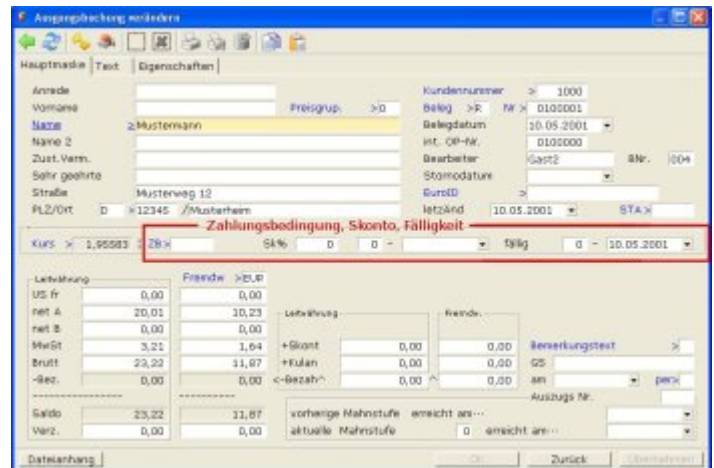 Ausgangsbuchung verändern
Hauptmaske Text Eigenschaften
Anrede Kundennummer > 1000
Vorname Preisgrup. >0 Beleg >R Nr > 0100001
Name > Mustermann Belegdatum 10.05.2001
Name 2 int. OP-Nr. 0100000
Zust.Verm. Bearbeiter Gast2 BNr. 004
Sehr geehrte Stornodatum
Straße Musterweg 12 EuroID >
PLZ/Ort D >12345 /Musterheim letzÄnd 10.05.2001 STA>
Zahlungsbedingung, Skonto, Fälligkeit
Kurs > 1,95583 ZB> Sk% 0 0 - fällig 0 - 10.05.2001
Leitwährung Fremdw >EUR
US fr 0,00 0,00
net A 20,01 10,23 Leitwährung Fremdw.
net B 0,00 0,00
MwSt 3,21 1,64 +Skont 0,00 0,00 Bemerkungstext >
Brutt 23,22 11,87 +Kulan 0,00 0,00 GS
-Bez. 0,00 0,00 <-Bezah^ 0,00 ^ 0,00 am per>
---------------- ---------- Auszugs Nr.
Saldo 23,22 11,87 vorherige Mahnstufe erreicht am...
Verz. 0,00 0,00 aktuelle Mahnstufe 0 erreicht am...
Dateianhang OK Zurück Übernehmen